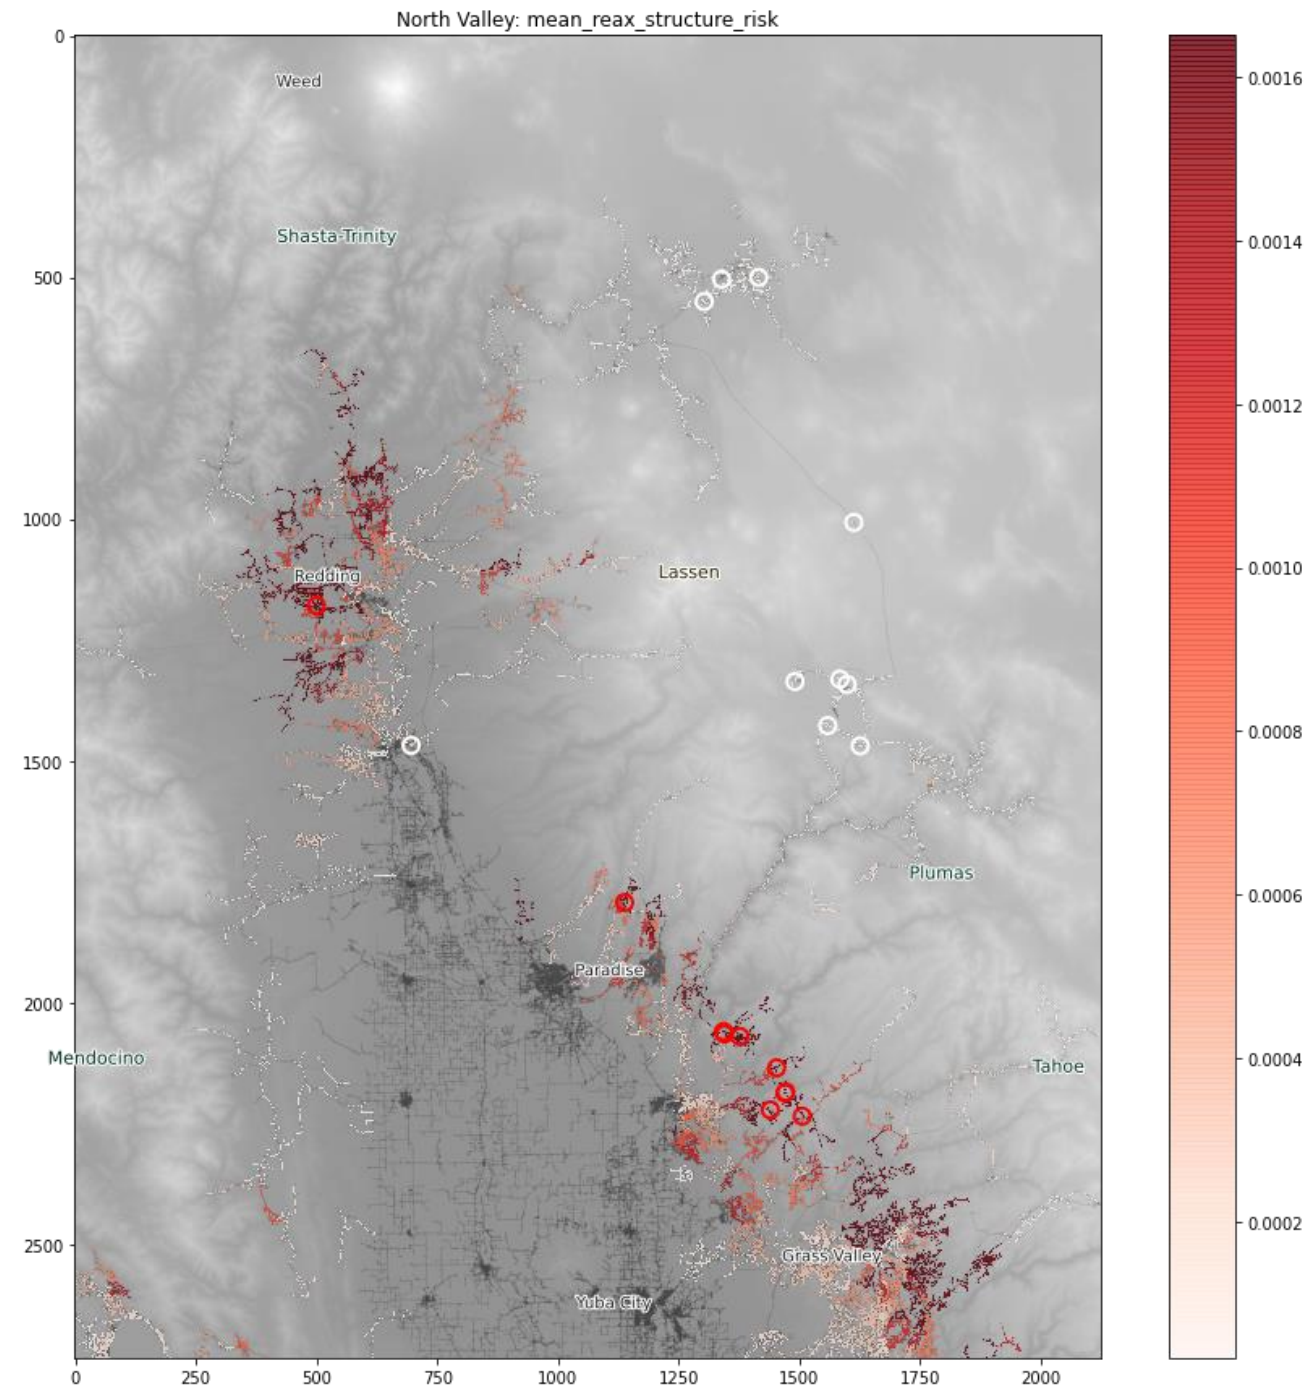 North Valley: mean_reax_structure_risk
0
Weed
0.0016
Shasta-Trinity
0.0014
500
0.0012
1000
Redding
Lassen
0.0010
1500
0.0008
Plumas
0.0006
Paradise
2000
Mendocino
Tahoe
0.0004
0.0002
2500
Grass Valley
Yuba City
0
250
500
750
1000
1250
1500
1750
2000